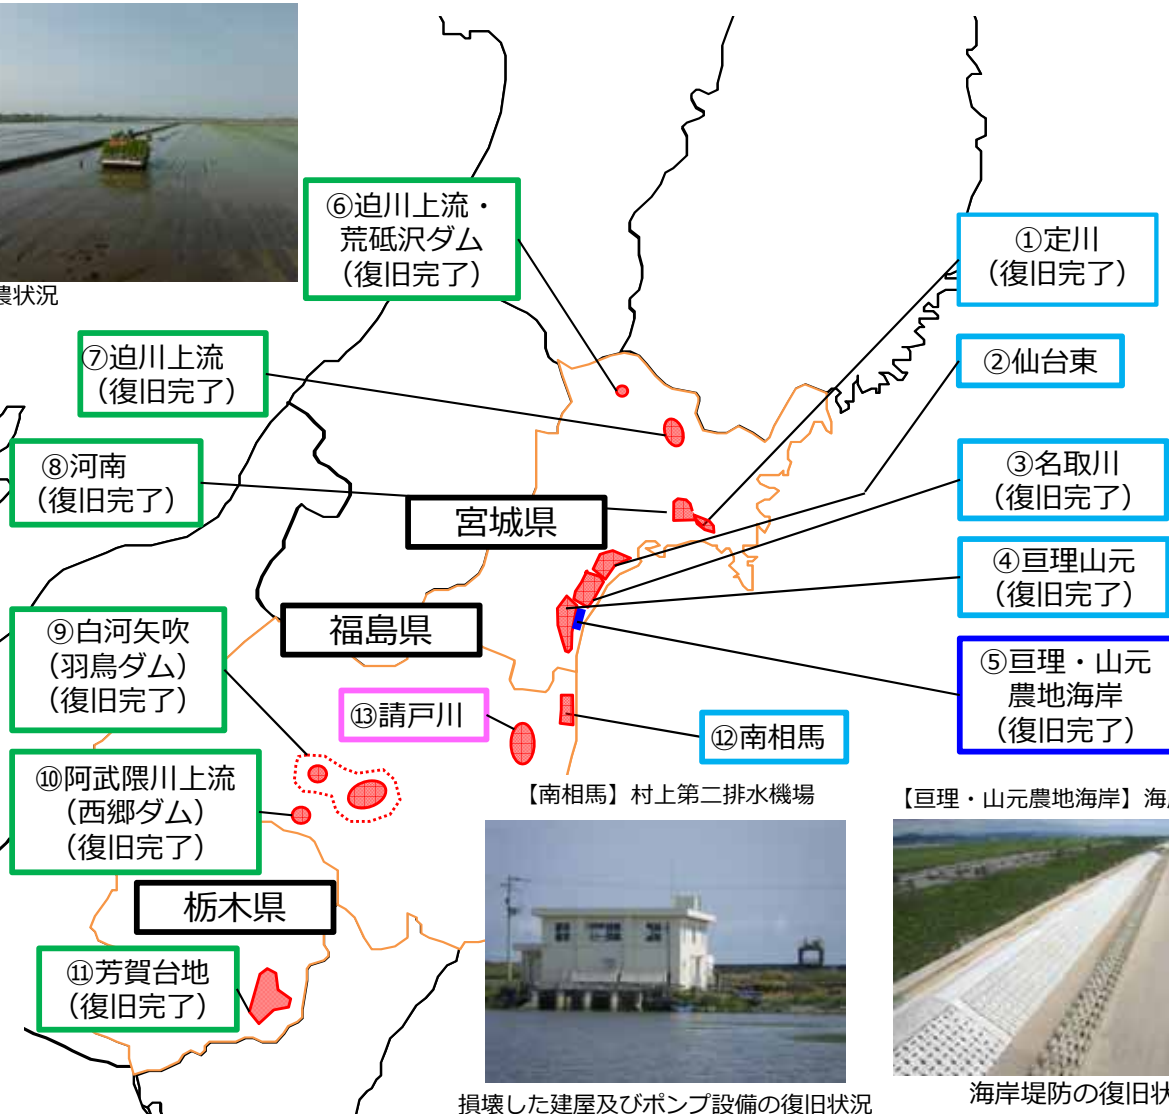 ⑥迫川上流・
荒砥沢ダム
(復旧完了)
①定川
(復旧完了)
農状況
⑦迫川上流
(復旧完了)
②仙台東
⑧河南
(復旧完了)
③名取川
(復旧完了)
宮城県
④亘理山元
(復旧完了)
福島県
⑨白河矢吹
(羽鳥ダム)
(復旧完了)
⑤亘理・山元
農地海岸
(復旧完了)
⑬請戸川
⑫南相馬
⑩阿武隈川上流
(西郷ダム)
(復旧完了)
【南相馬】村上第二排水機場
【亘理・山元農地海岸】海
栃木県
⑪芳賀台地
(復旧完了)
損壊した建屋及びポンプ設備の復旧状況
海岸堤防の復旧状